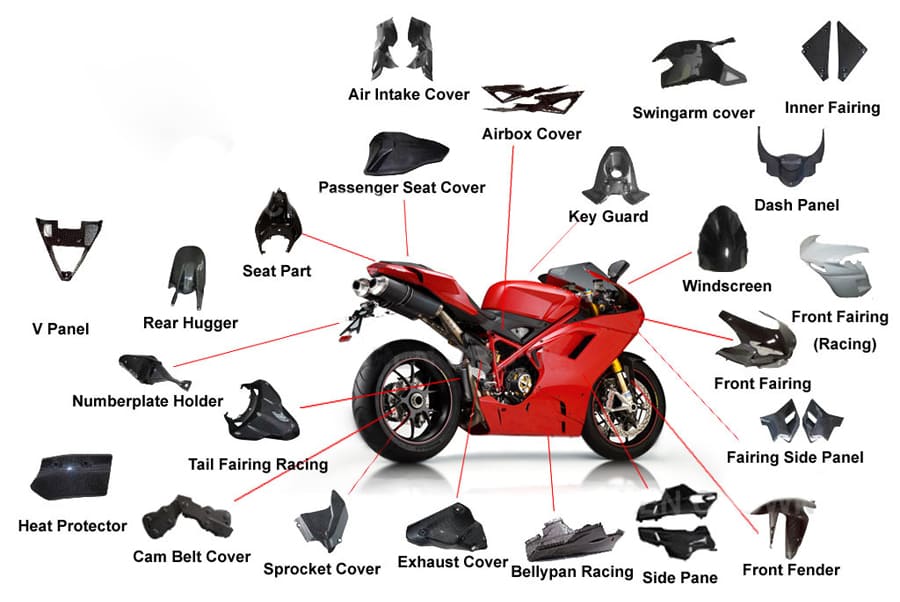 Air Intake Cover
Airbox Cover
Swingarm cover
Inner Fairing
Passenger Seat Cover
Key Guard
Dash Panel
Seat Part
Windscreen
V Panel
Rear Hugger
Front Fairing
(Racing)
Front Fairing
Numberplate Holder
Tail Fairing Racing
Fairing Side Panel
Heat Protector
Cam Belt Cover
Sprocket Cover
Exhaust Cover
Bellypan Racing
Side Pane
Front Fender